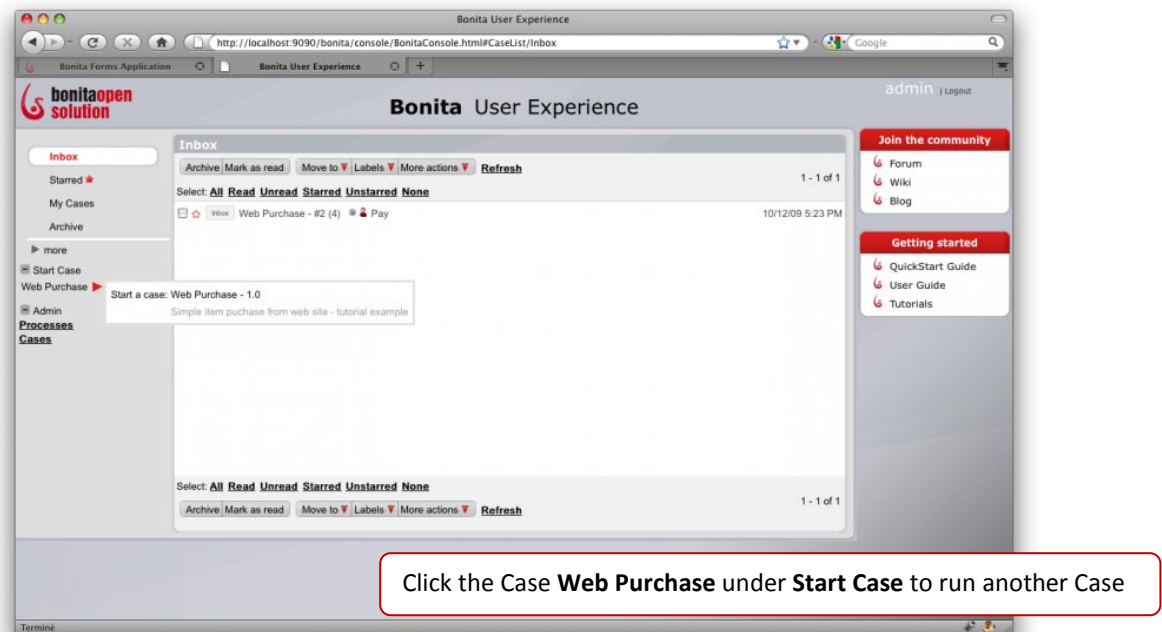 Bonita User Experience
http://localhost:9090/bonita/console/BonitaConsole.html#CaseList/Inbox
Google
Bonita Forms Application
Bonita User Experience
bonitaopen
solution
Bonita User Experience
admin | Logout
Inbox
Starred
My Cases
Archive
more
Start Case
Web Purchase
Admin
Processes
Cases
Inbox
Archive Mark as read Move to Labels More actions Refresh
1 - 1 of 1
Select: All Read Unread Starred Unstarred None
Inbox Web Purchase - #2 (4) Pay 10/12/09 5:23 PM
Start a case: Web Purchase - 1.0
Simple item puchase from web site - tutorial example
Select: All Read Unread Starred Unstarred None
Archive Mark as read Move to Labels More actions Refresh
1 - 1 of 1
Join the community
Forum
Wiki
Blog
Getting started
QuickStart Guide
User Guide
Tutorials
Click the Case Web Purchase under Start Case to run another Case
Terminé